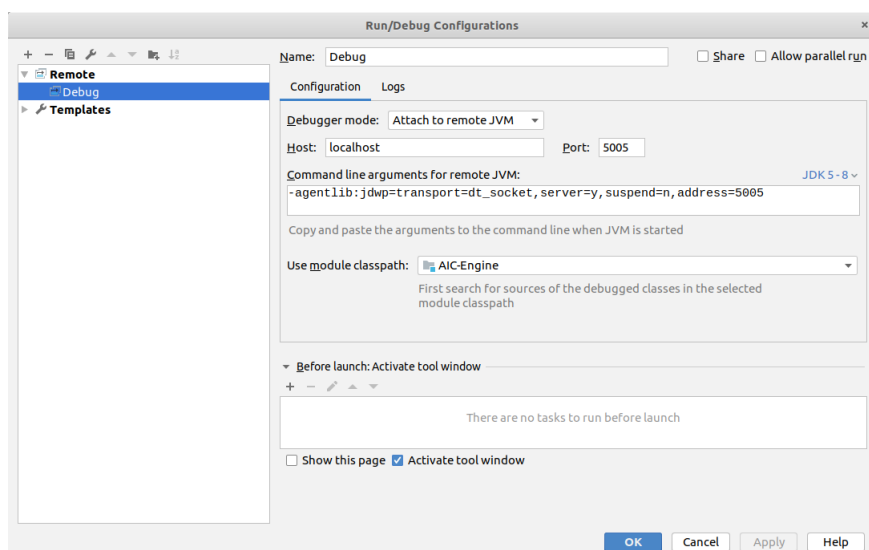 Run/Debug Configurations
Name: Debug
Share
Allow parallel run
Remote
Debug
Templates
Configuration Logs
Debugger mode: Attach to remote JVM
Host: localhost Port: 5005
Command line arguments for remote JVM: JDK 5 - 8
-agentlib:jdwp=transport=dt_socket,server=y,suspend=n,address=5005
Copy and paste the arguments to the command line when JVM is started
Use module classpath: AIC-Engine
First search for sources of the debugged classes in the selected
module classpath
Before launch: Activate tool window
There are no tasks to run before launch
Show this page Activate tool window
OK Cancel Apply Help